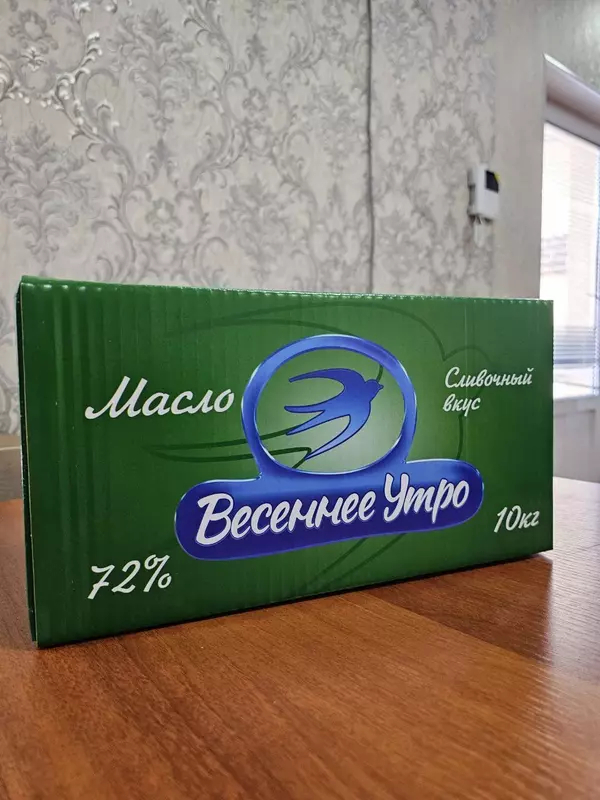 Масло
Сливочный
вкус
Весеннее Утро
72%
10кг